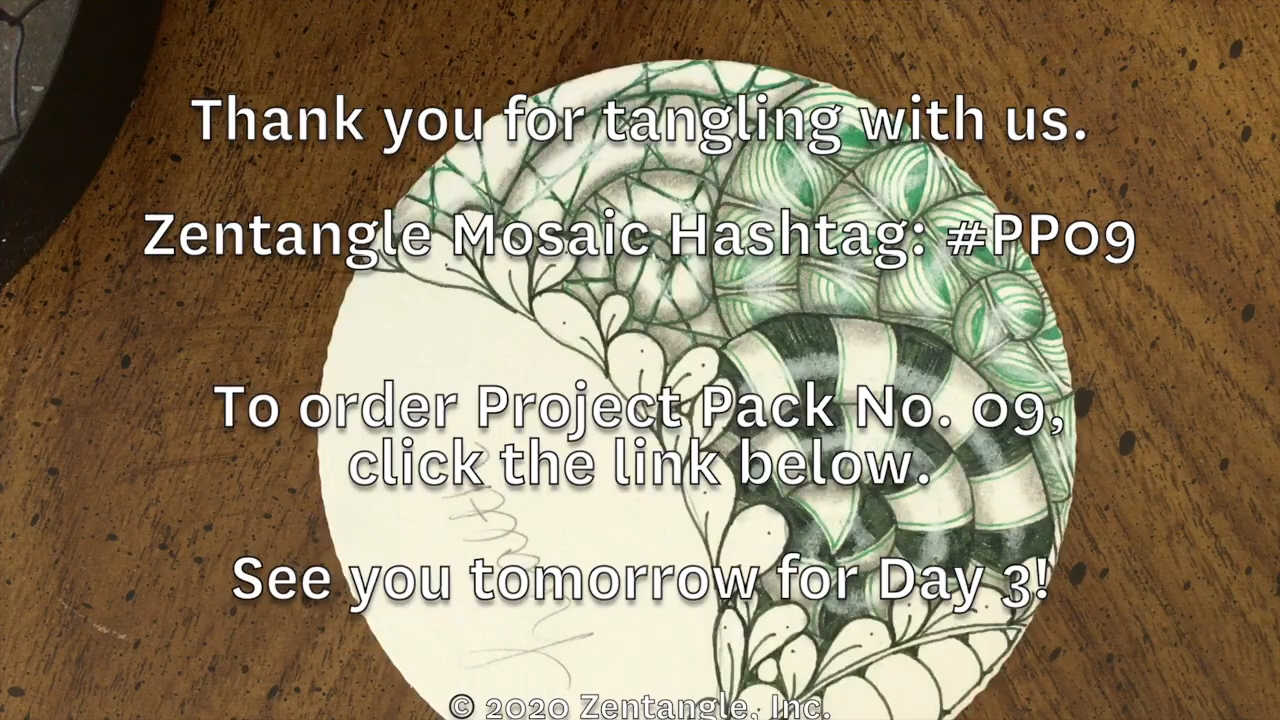 Thank you for tangling with us.
Zentangle Mosaic Hashtag: #PP09
To order Project Pack No. 09,
click the link below.
See you tomorrow for Day 3!
© 2020 Zentangle, Inc.